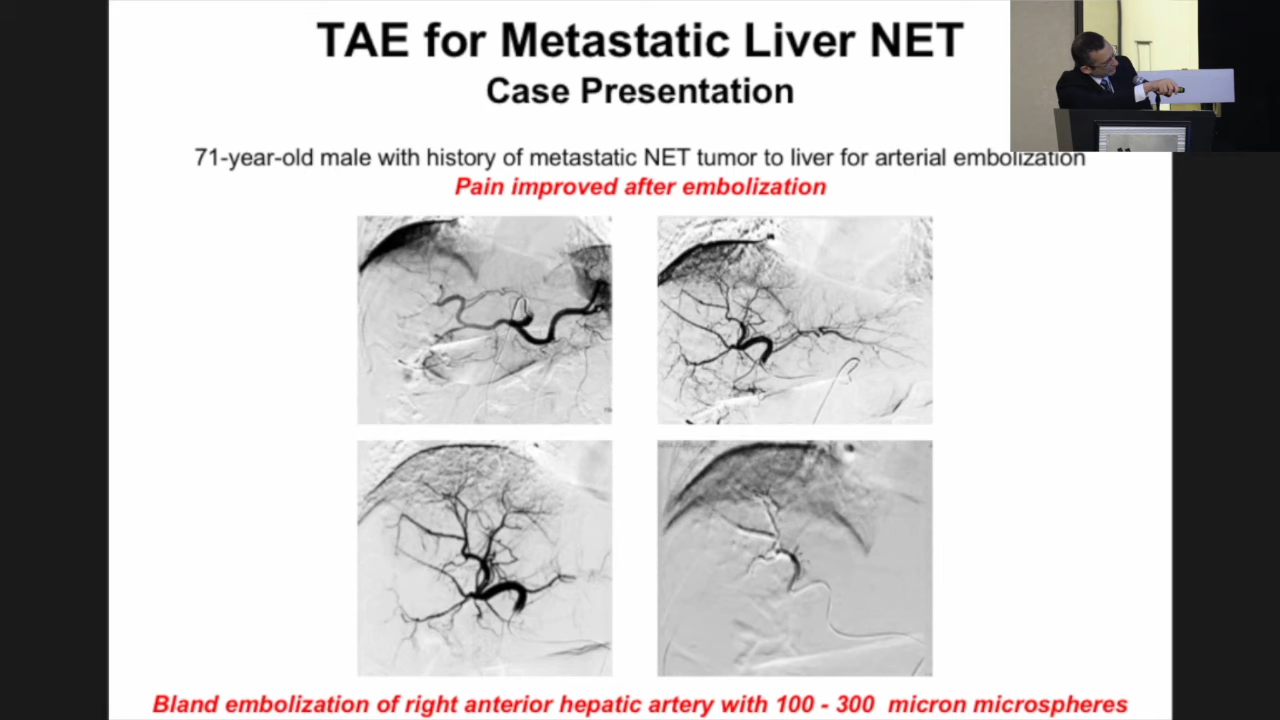 TAE for Metastatic Liver NET
Case Presentation
71-year-old male with history of metastatic NET tumor to liver for arterial embolization
Pain improved after embolization
Bland embolization of right anterior hepatic artery with 100 - 300 micron microspheres